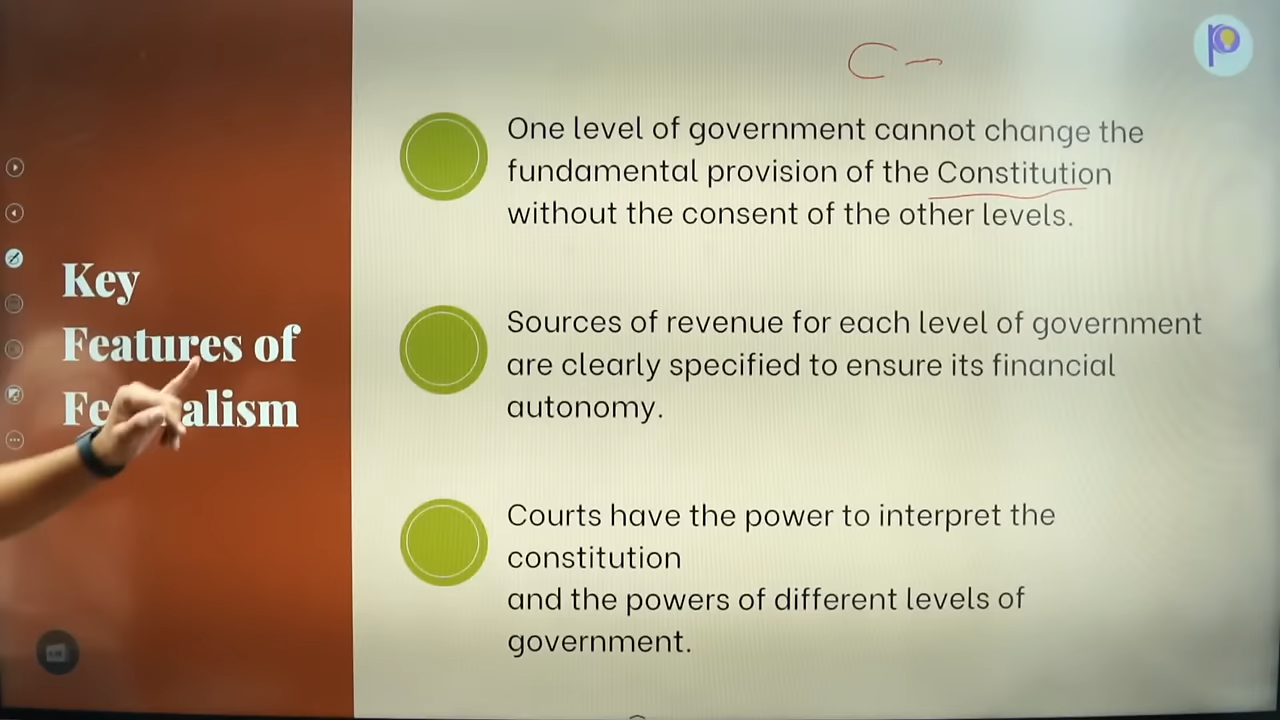 C
One level of government cannot change the
fundamental provision of the Constitution
without the consent of the other levels.
Key
Features of
Sources of revenue for each level of government
are clearly specified to ensure its financial
autonomy.
Courts have the power to interpret the
constitution
and the powers of different levels of
government.